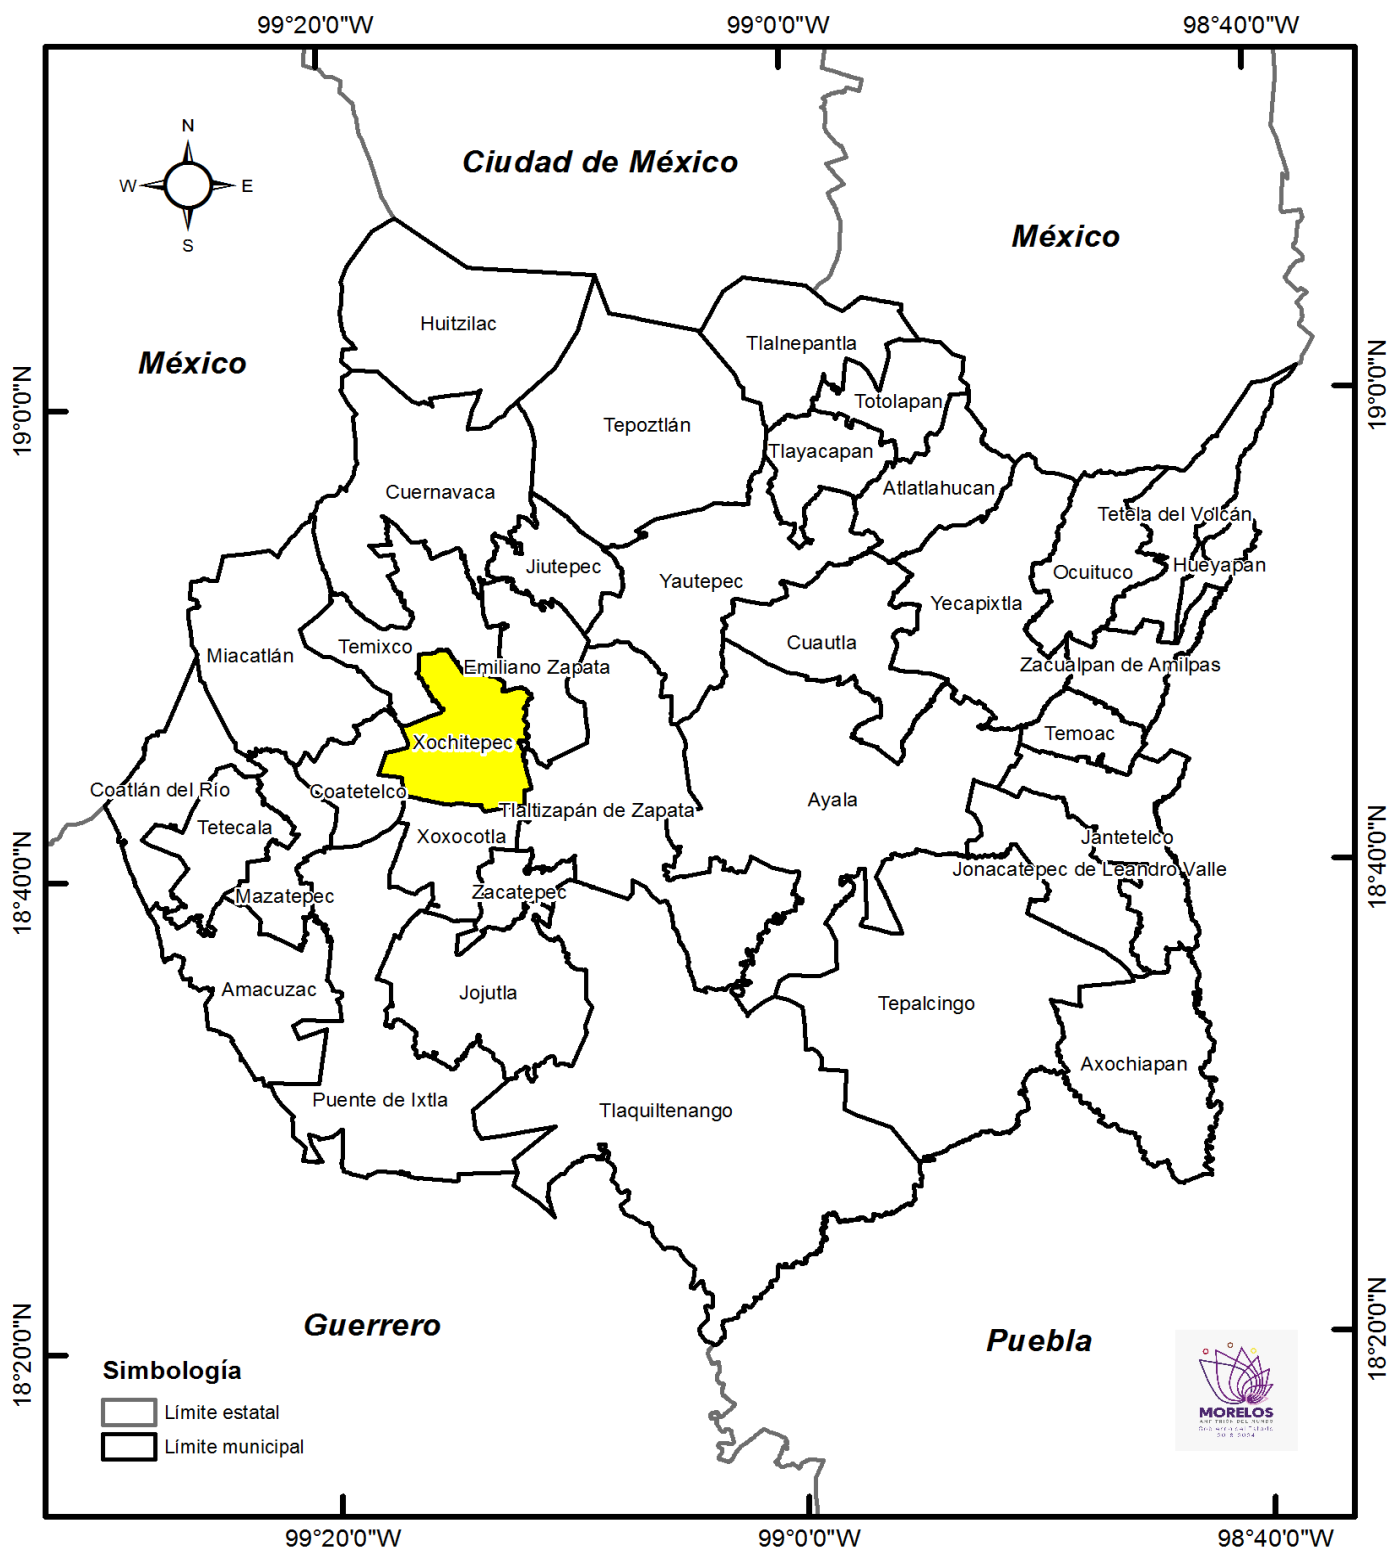 99°20'0"W
99°0'0"W
98°40'0"W
N
W
E
S
Ciudad de México
México
México
19°0'0"N
19°0'0"N
Huitzilac
Tlalnepantla
Totolapan
Tepoztlán
Tlayacapan
Atlatlahucan
Cuernavaca
Tetela del Volcán
Jiutepec
Hueyapan
Ocuituco
Yautepec
Yecapixtla
Cuautla
Temixco
Miacatlán
Emiliano Zapata
Zacualpan de Amilpas
Temoac
Xochitepec
Coatlán del Río
Coatetelco
Ayala
Tlaltizapán de Zapata
Tetecala
Xoxocotla
Jantetelco
Jonacatepec de Leandro Valle
Zacatepec
Mazatepec
18°40'0"N
18°40'0"N
Amacuzac
Jojutla
Tepalcingo
Axochiapan
Puente de Ixtla
Tlaquiltenango
Guerrero
Puebla
18°20'0"N
18°20'0"N
Simbología
Límite estatal
Límite municipal
MORELOS
99°20'0"W
99°0'0"W
98°40'0"W